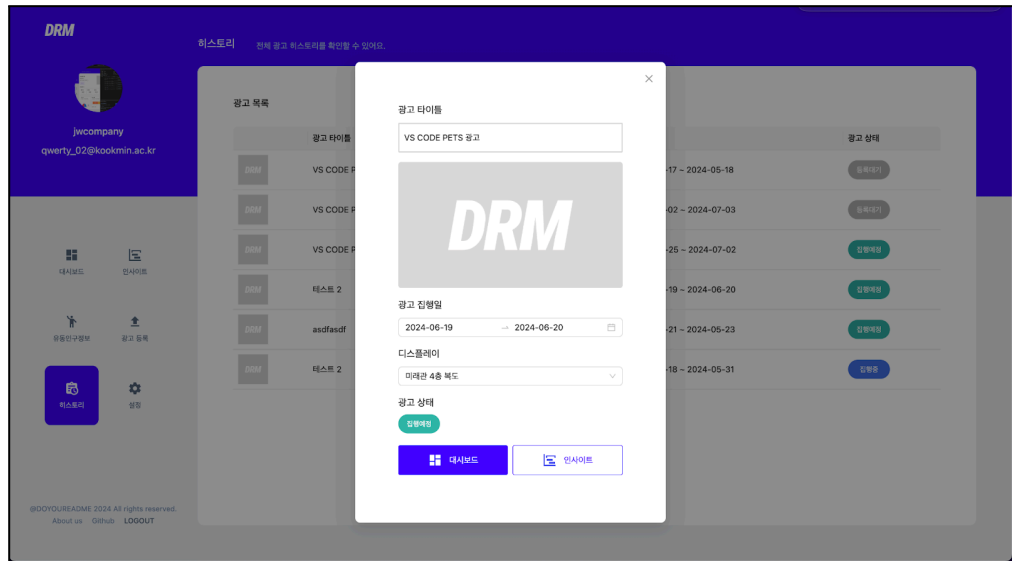 DRM
히스토리 전체 광고 히스토리를 확인할 수 있어요.
jwcompany
qwerty_02@kookmin.ac.kr
대시보드 인사이트
유동인구정보 광고 등록
히스토리 설정
@DOYOUREADME 2024 All rights reserved.
About us Github LOGOUT
광고 목록
광고 타이틀 광고 상태
DRM VS CODE P -17 ~ 2024-05-18 등록대기
DRM VS CODE P -02 ~ 2024-07-03 등록대기
DRM VS CODE P -25 ~ 2024-07-02 집행예정
DRM 테스트 2 -19 ~ 2024-06-20 집행예정
DRM asdfasdf -21 ~ 2024-05-23 집행예정
DRM 테스트 2 -18 ~ 2024-05-31 집행중
광고 타이틀
VS CODE PETS 광고
DRM
광고 집행일
2024-06-19 → 2024-06-20
디스플레이
미래관 4층 복도
광고 상태
집행예정
대시보드 인사이트